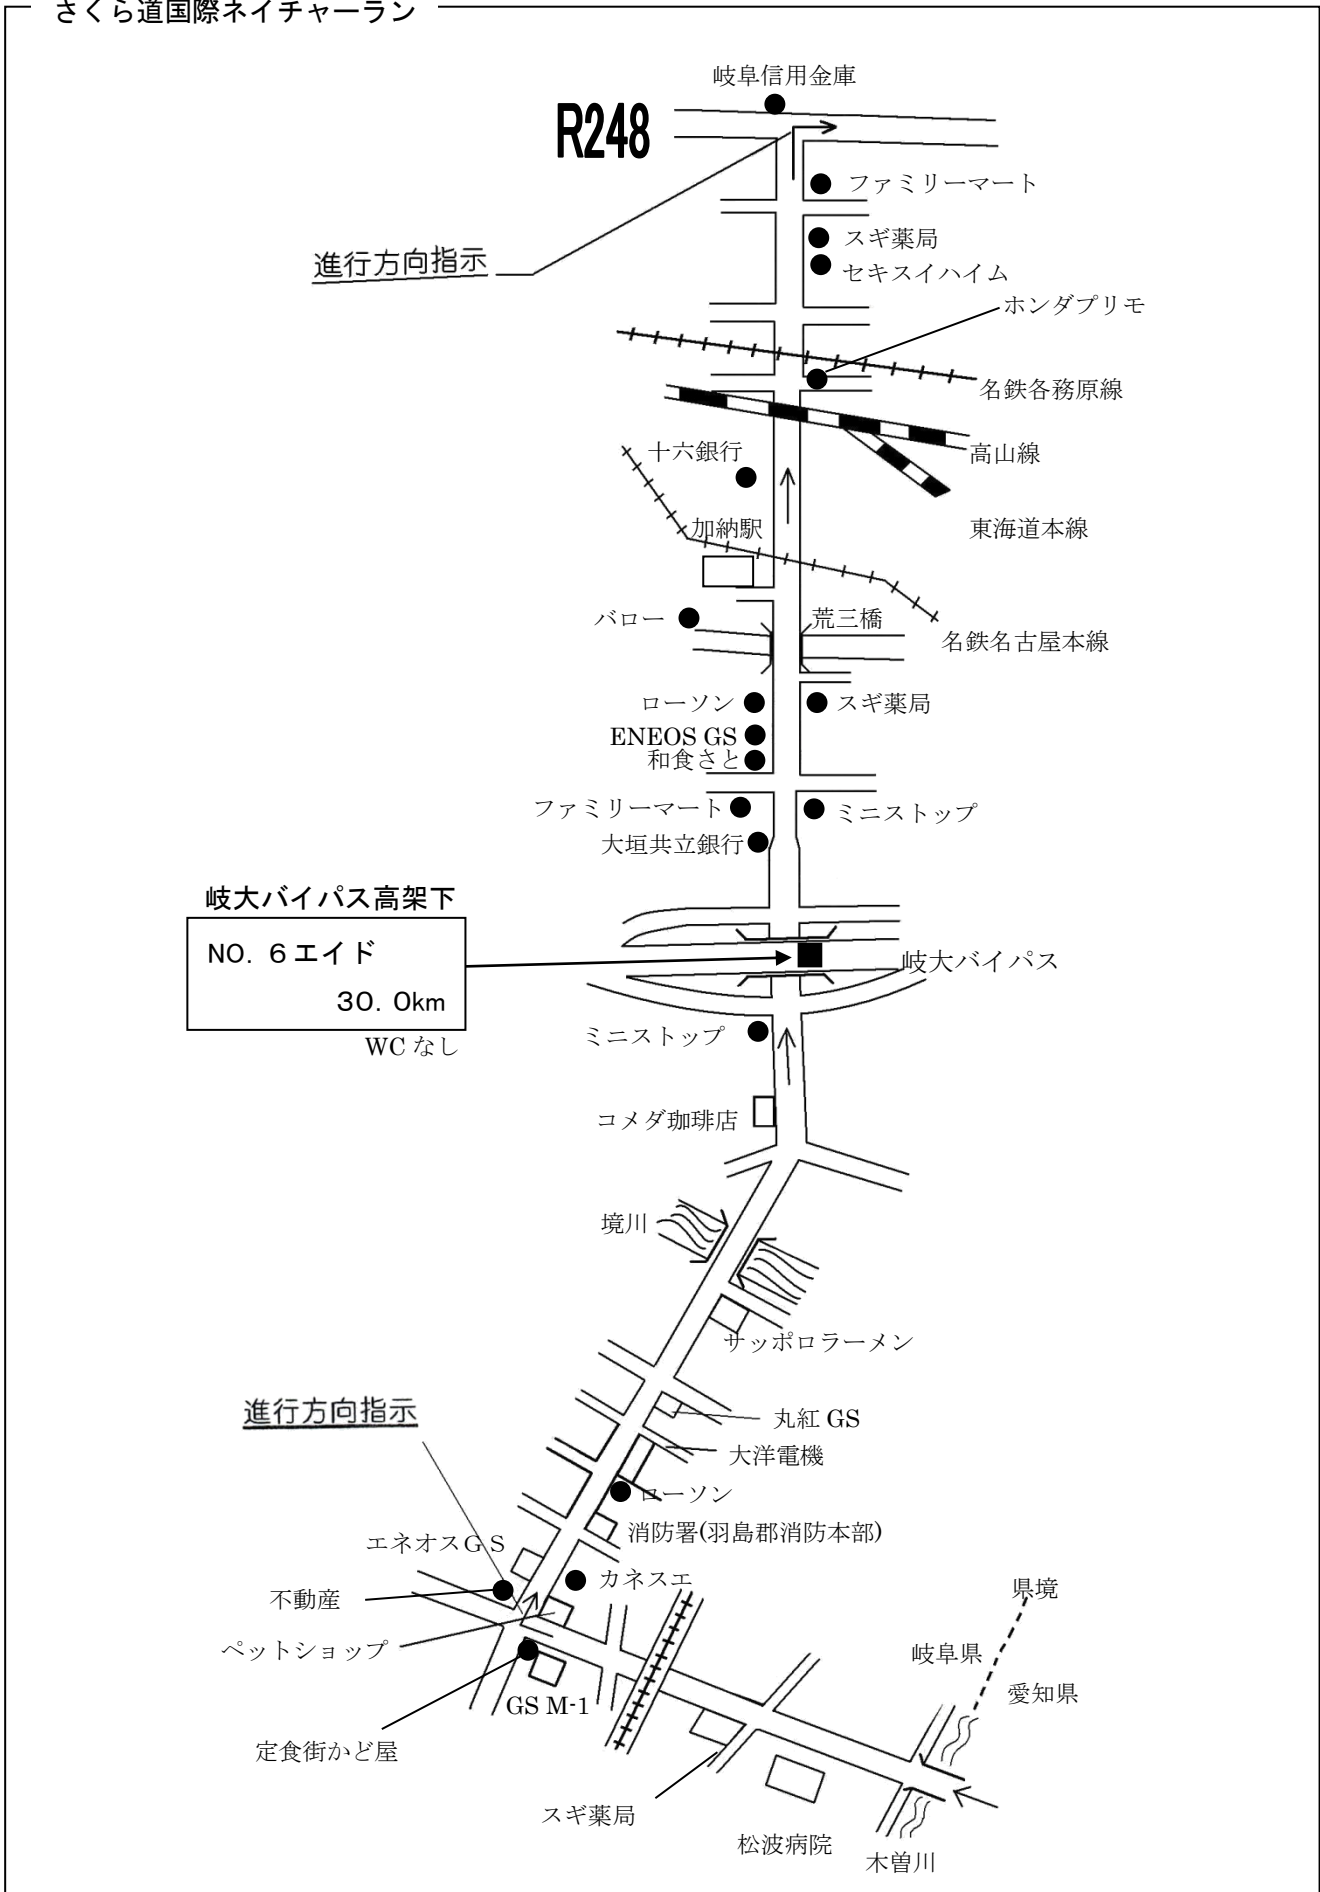 さくら道国際ネイチャーラン
岐阜信用金庫
R248
ファミリーマート
スギ薬局
進行方向指示
セキスイハイム
ホンダプリモ
名鉄各務原線
十六銀行
高山線
加納駅
東海道本線
バロー
荒三橋
名鉄名古屋本線
ローソン
スギ薬局
ENEOS GS
和食さと
ファミリーマート
ミニストップ
大垣共立銀行
岐大バイパス高架下
NO. 6エイド
30. 0km
岐大バイパス
WC なし
ミニストップ
コメダ珈琲店
境川
サッポロラーメン
進行方向指示
丸紅 GS
大洋電機
ローソン
消防署(羽島郡消防本部)
エネオスGS
カネスエ
不動産
県境
ペットショップ
岐阜県
愛知県
GS M-1
定食街かど屋
スギ薬局
松波病院
木曽川